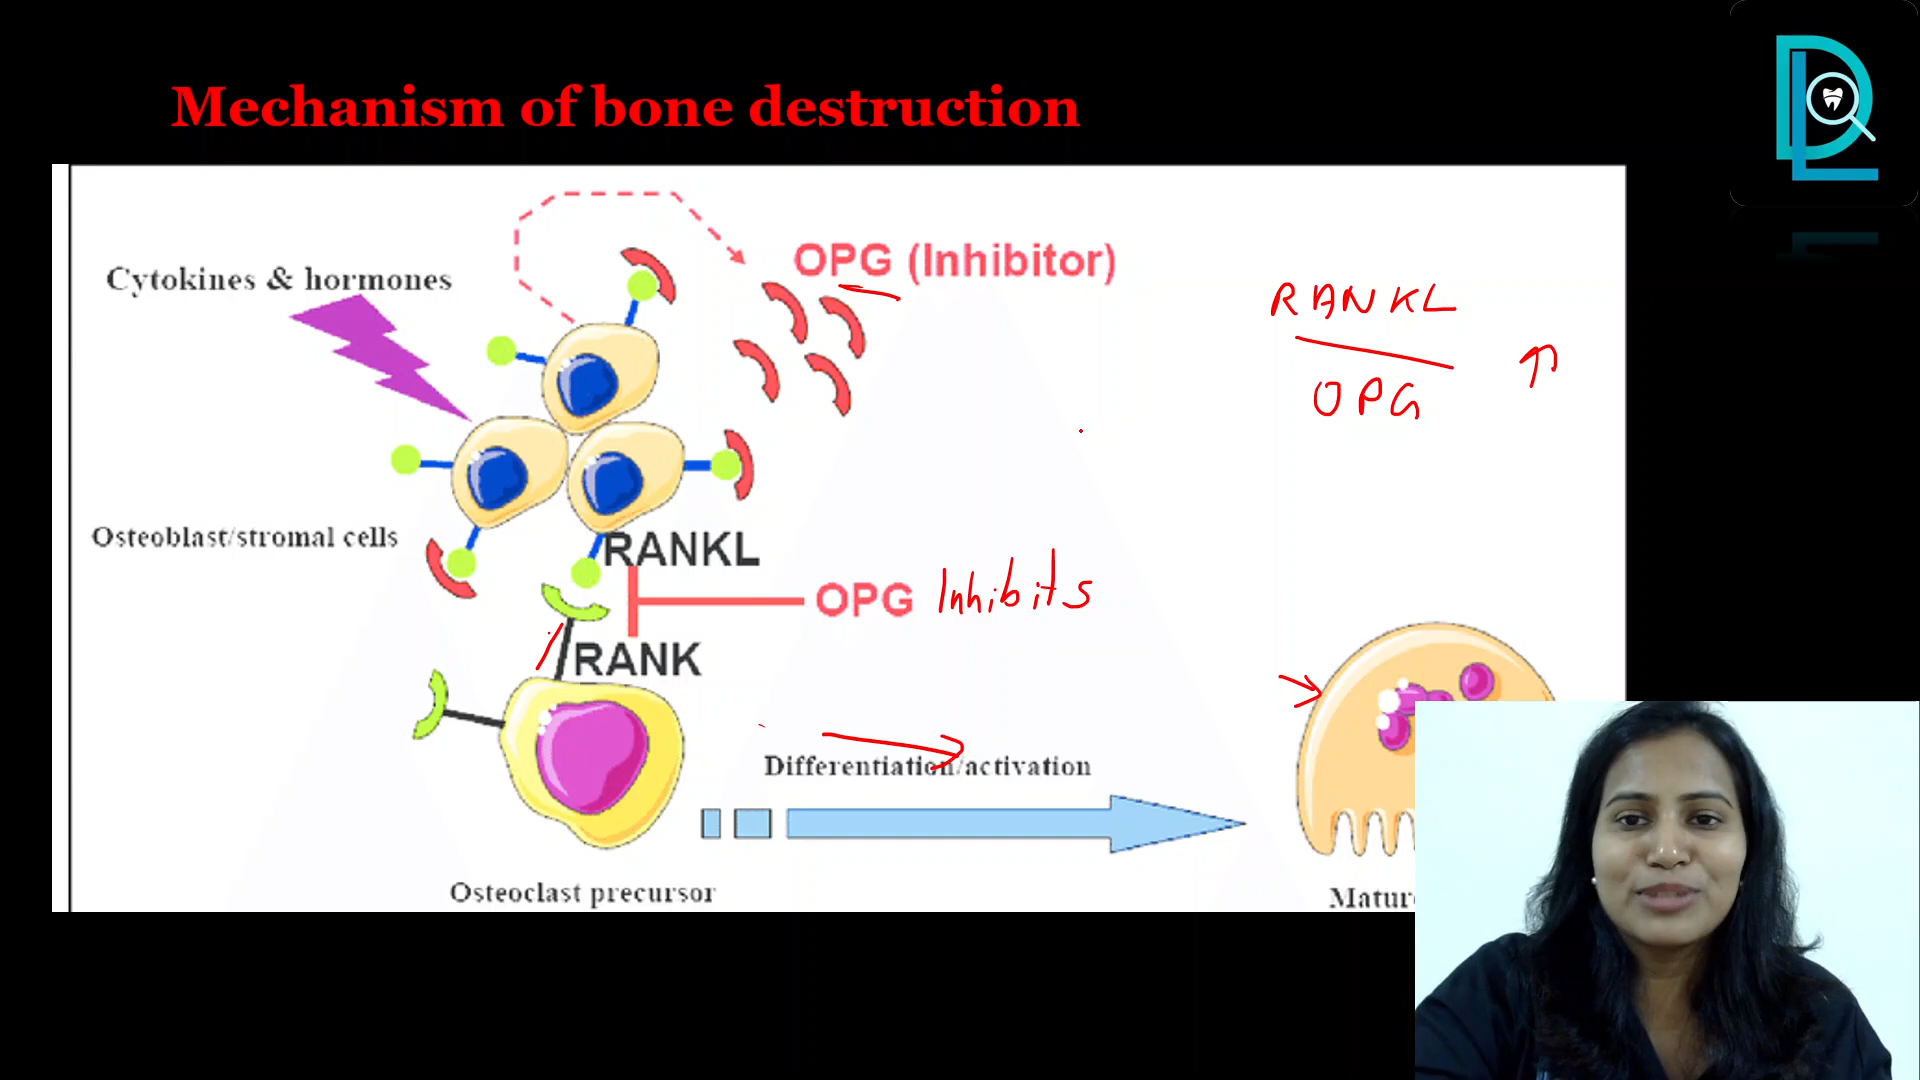 Mechanism of bone destruction
OPG (Inhibitor)
Cytokines & hormones
RANKL
OPG
Osteoblast/stromal cells
RANKL
OPG Inhibits
RANK
Differentiation/activation
Osteoclast precursor
DL